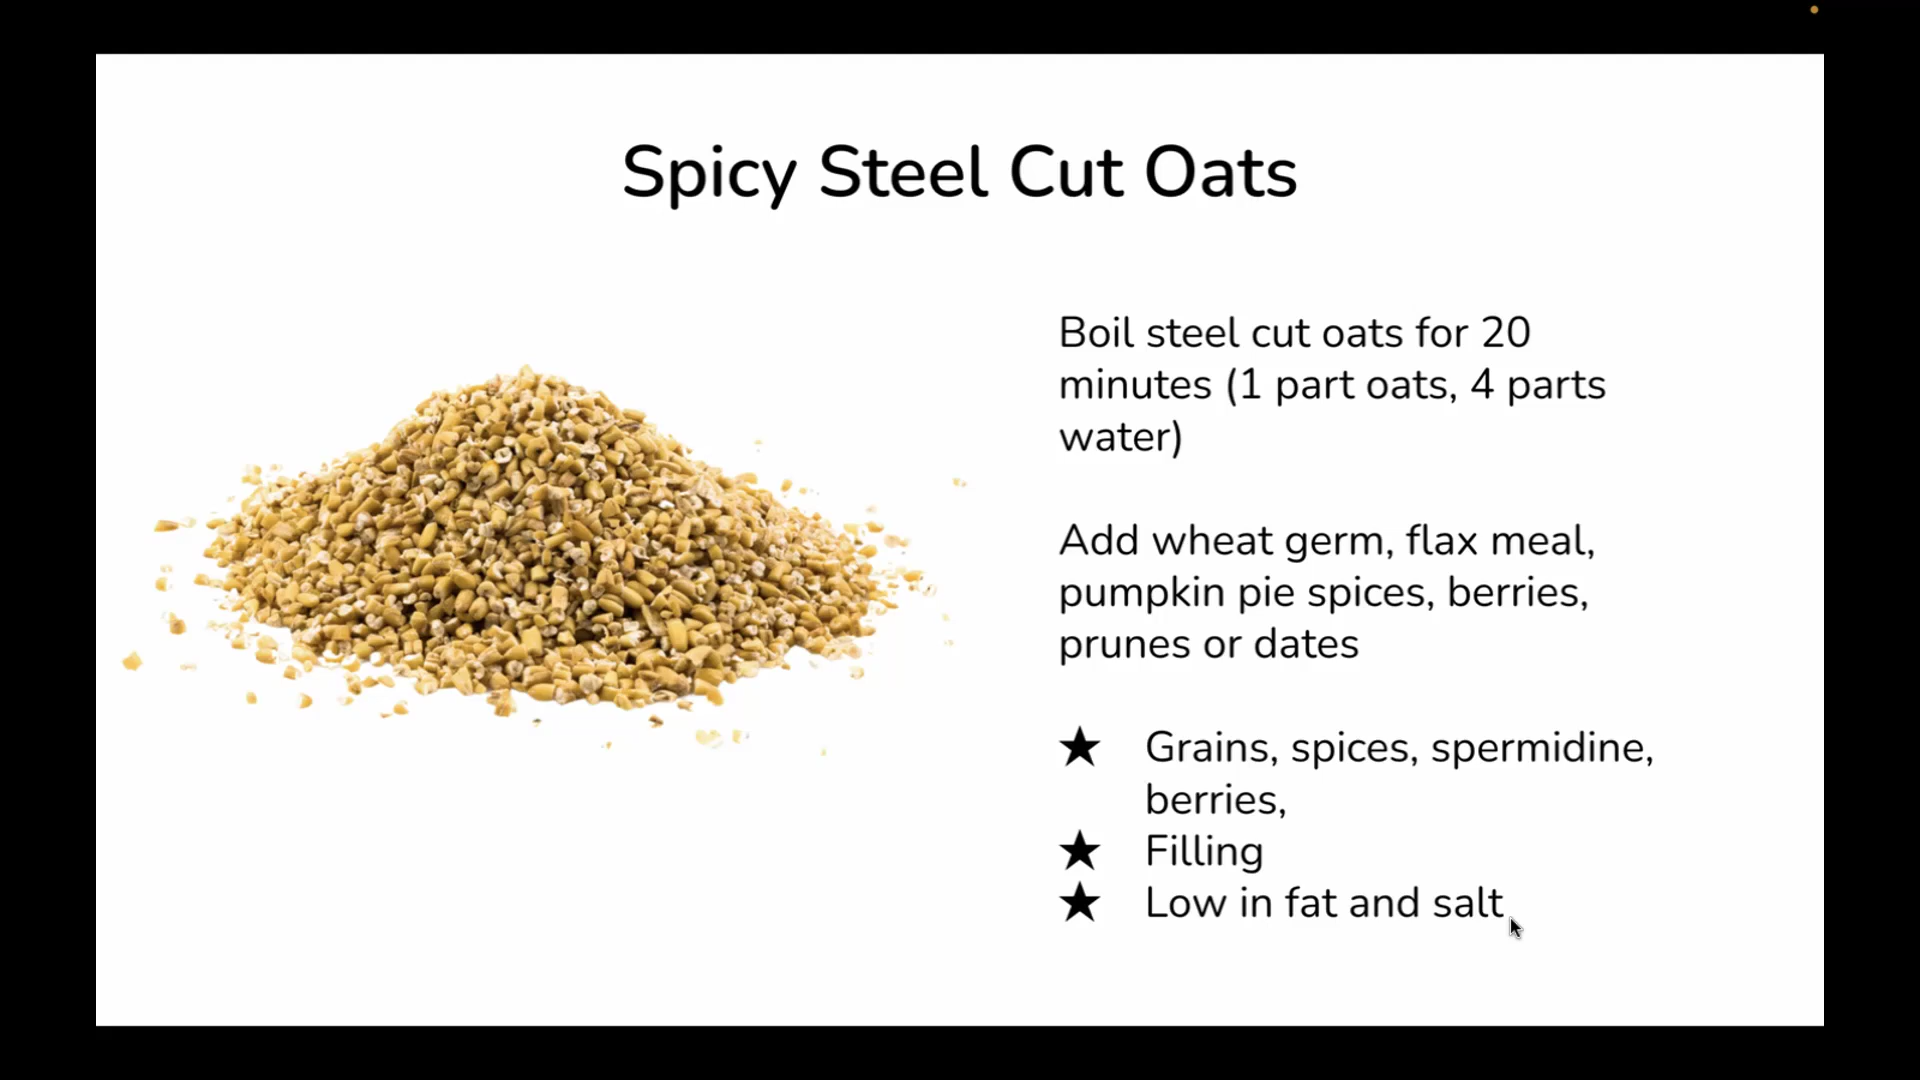 Spicy Steel Cut Oats
Boil steel cut oats for 20
minutes (1 part oats, 4 parts
water)
Add wheat germ, flax meal,
pumpkin pie spices, berries,
prunes or dates
★ Grains, spices, spermidine,
berries,
★ Filling
★ Low in fat and salt